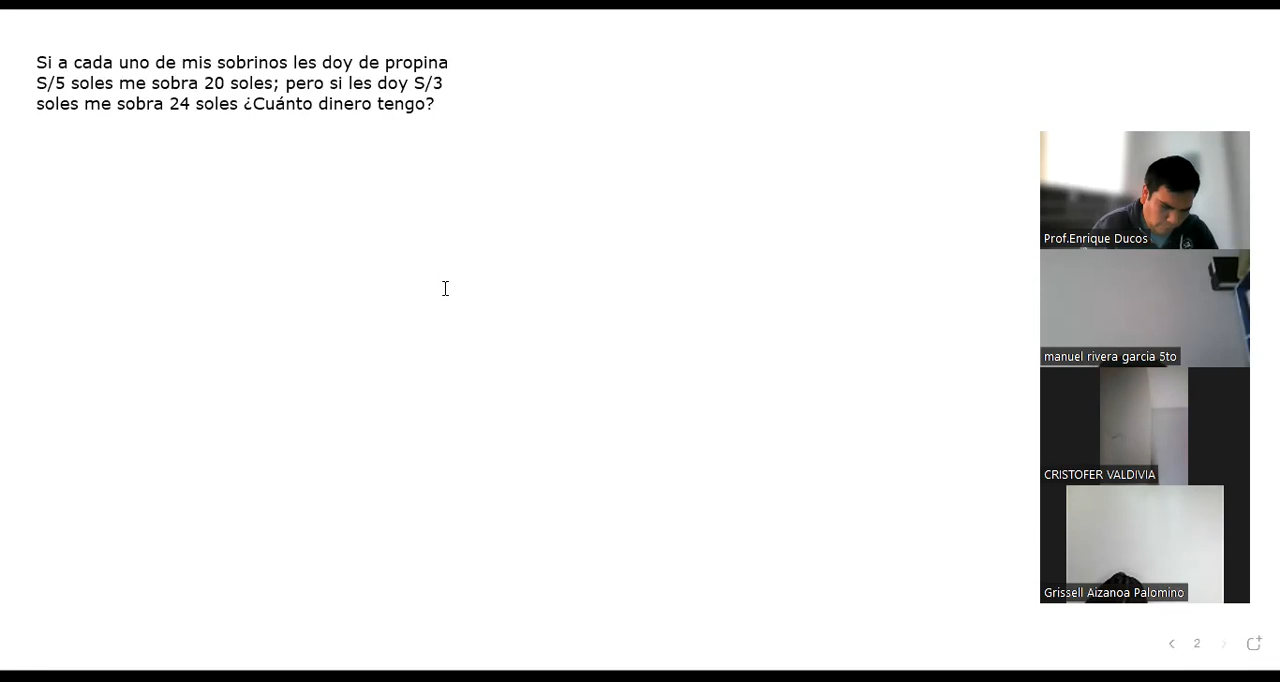 Si a cada uno de mis sobrinos les doy de propina
S/5 soles me sobra 20 soles; pero si les doy S/3
soles me sobra 24 soles ¿Cuánto dinero tengo?
Prof.Enrique Ducos
manuel rivera garcia 5to
CRISTOFER VALDIVIA
Grissell Aizanoa Palomino
2